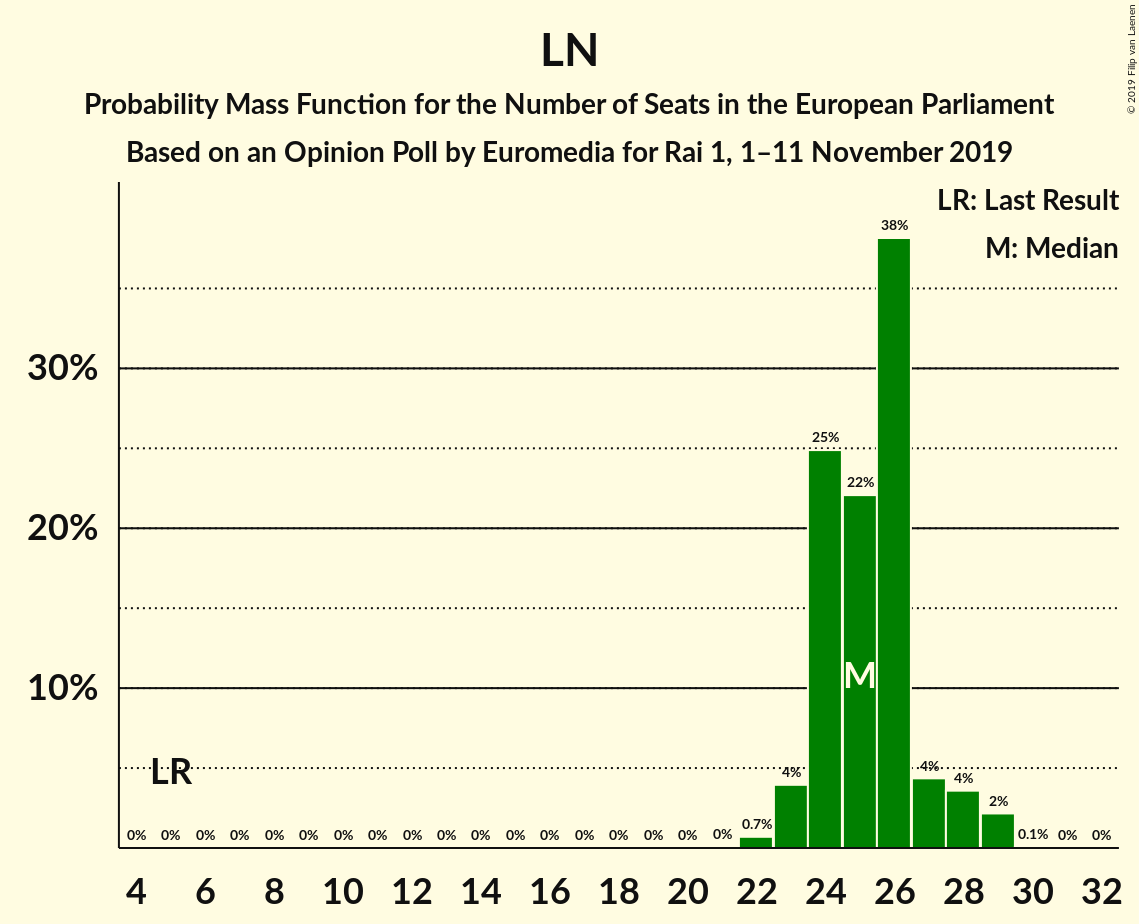 LN
Probability Mass Function for the Number of Seats in the European Parliament
Based on an Opinion Poll by Euromedia for Rai 1, 1–11 November 2019
© 2019 Filip van Laenen
LR: Last Result
M: Median
38%
30%
25%
22%
20%
M
10%
LR
4%
4%
4%
2%
0.7%
0% 0% 0% 0% 0% 0% 0% 0% 0% 0% 0% 0% 0% 0% 0% 0% 0% 0% 0.1% 0% 0%
4 6 8 10 12 14 16 18 20 22 24 26 28 30 32